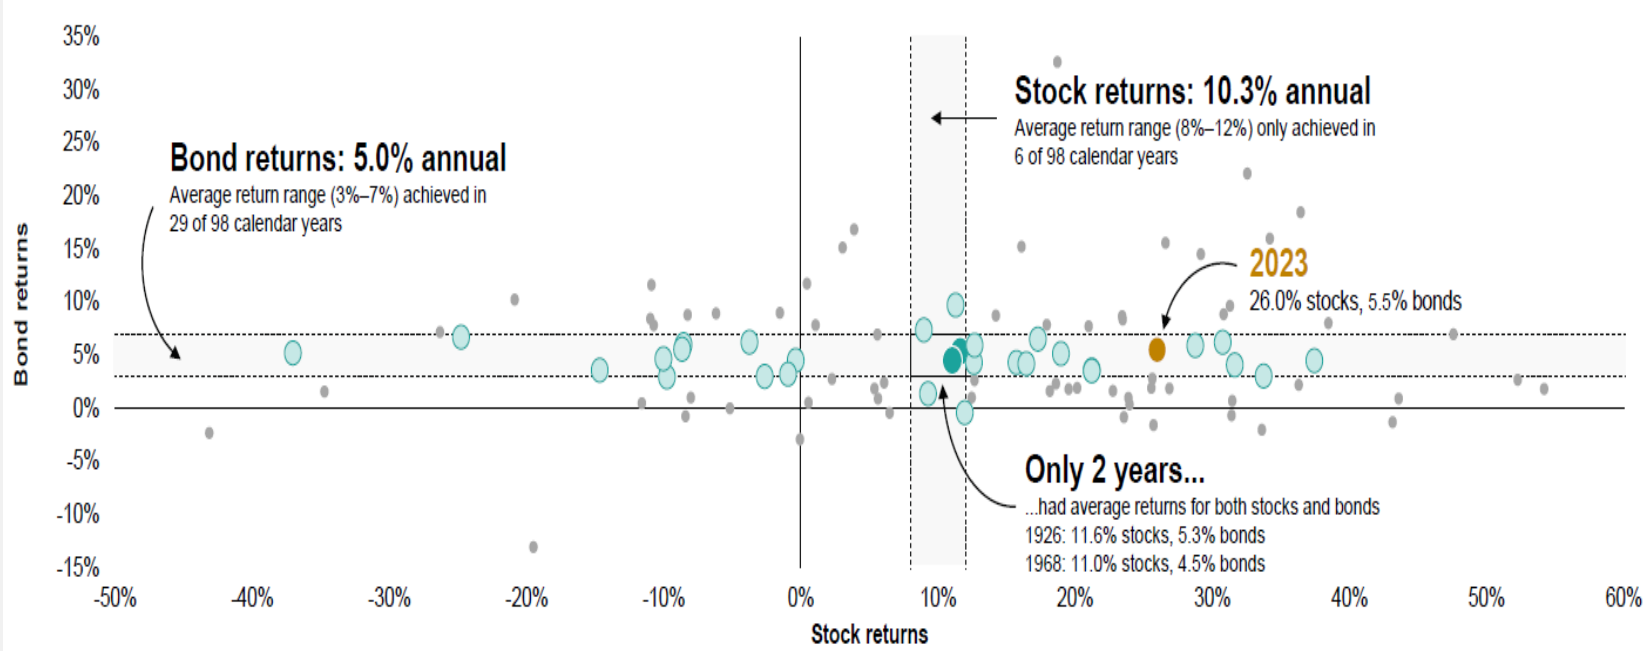 35%
30%
25%
20%
15%
10%
5%
0%
-5%
-10%
-15%
Bond returns
Bond returns: 5.0% annual
Average return range (3%–7%) achieved in
29 of 98 calendar years
Stock returns: 10.3% annual
Average return range (8%–12%) only achieved in
6 of 98 calendar years
2023
26.0% stocks, 5.5% bonds
Only 2 years...
...had average returns for both stocks and bonds
1926: 11.6% stocks, 5.3% bonds
1968: 11.0% stocks, 4.5% bonds
-50% -40% -30% -20% -10% 0% 10% 20% 30% 40% 50% 60%
Stock returns